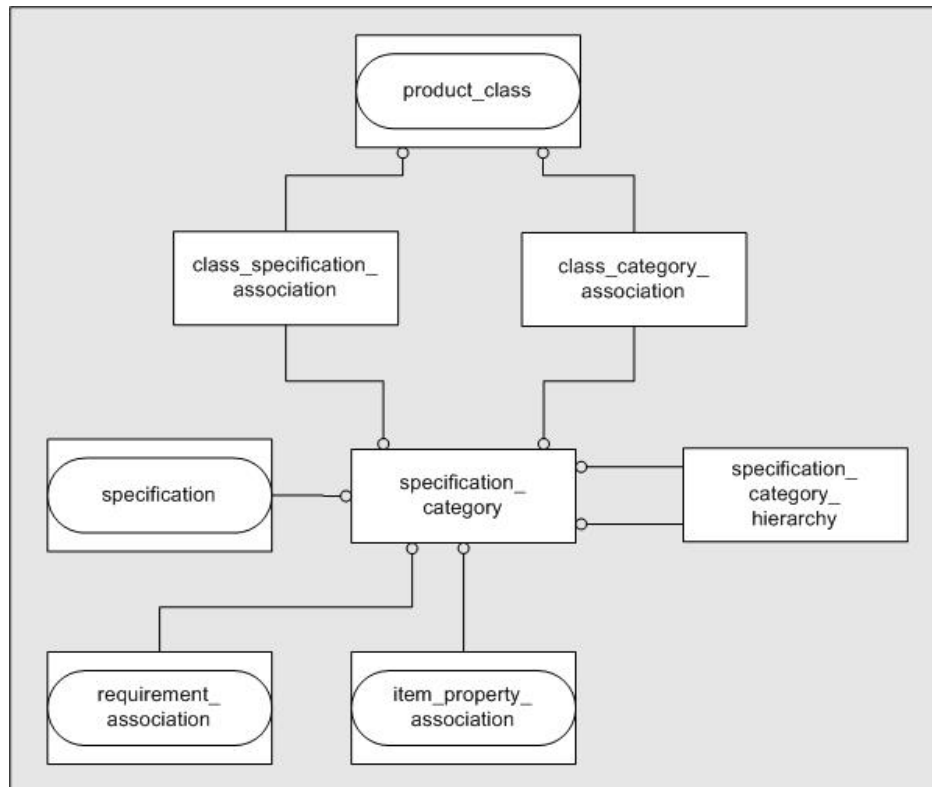 product_class
class_specification_
association
class_category_
association
specification
specification_
category
specification_
category_
hierarchy
requirement_
association
item_property_
association